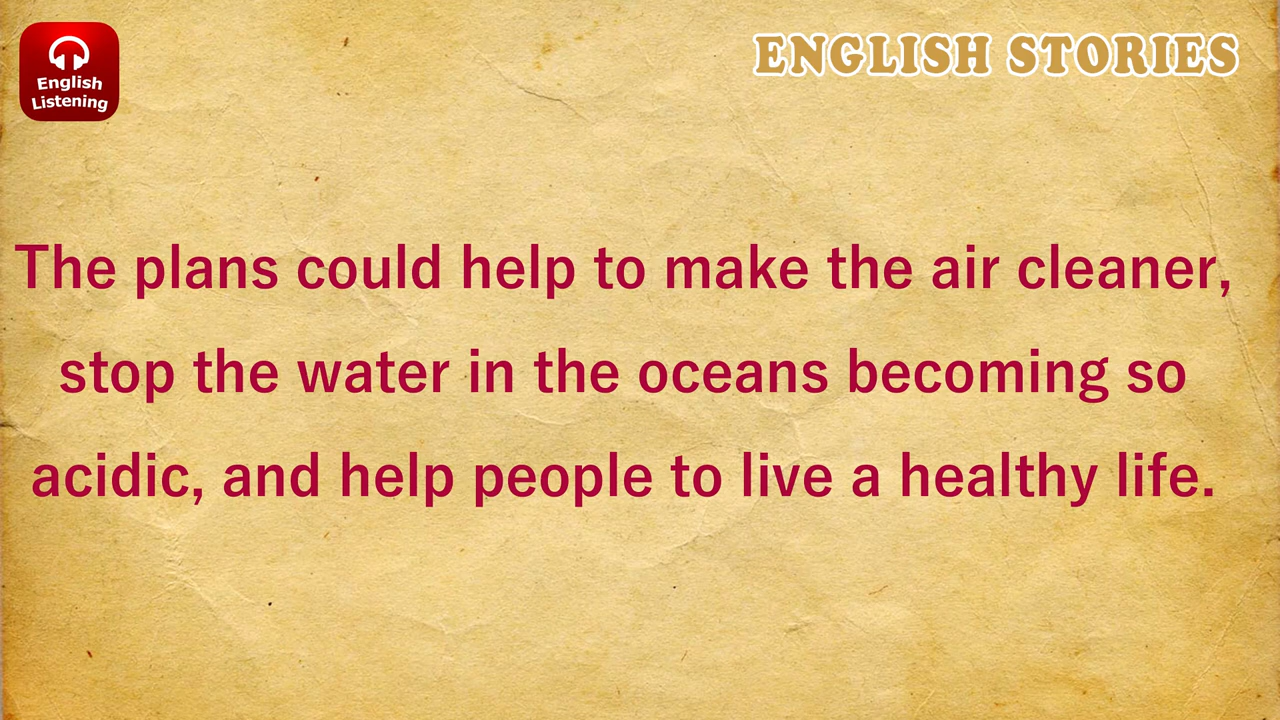 English
Listening
ENGLISH STORIES
The plans could help to make the air cleaner,
stop the water in the oceans becoming so
acidic, and help people to live a healthy life.